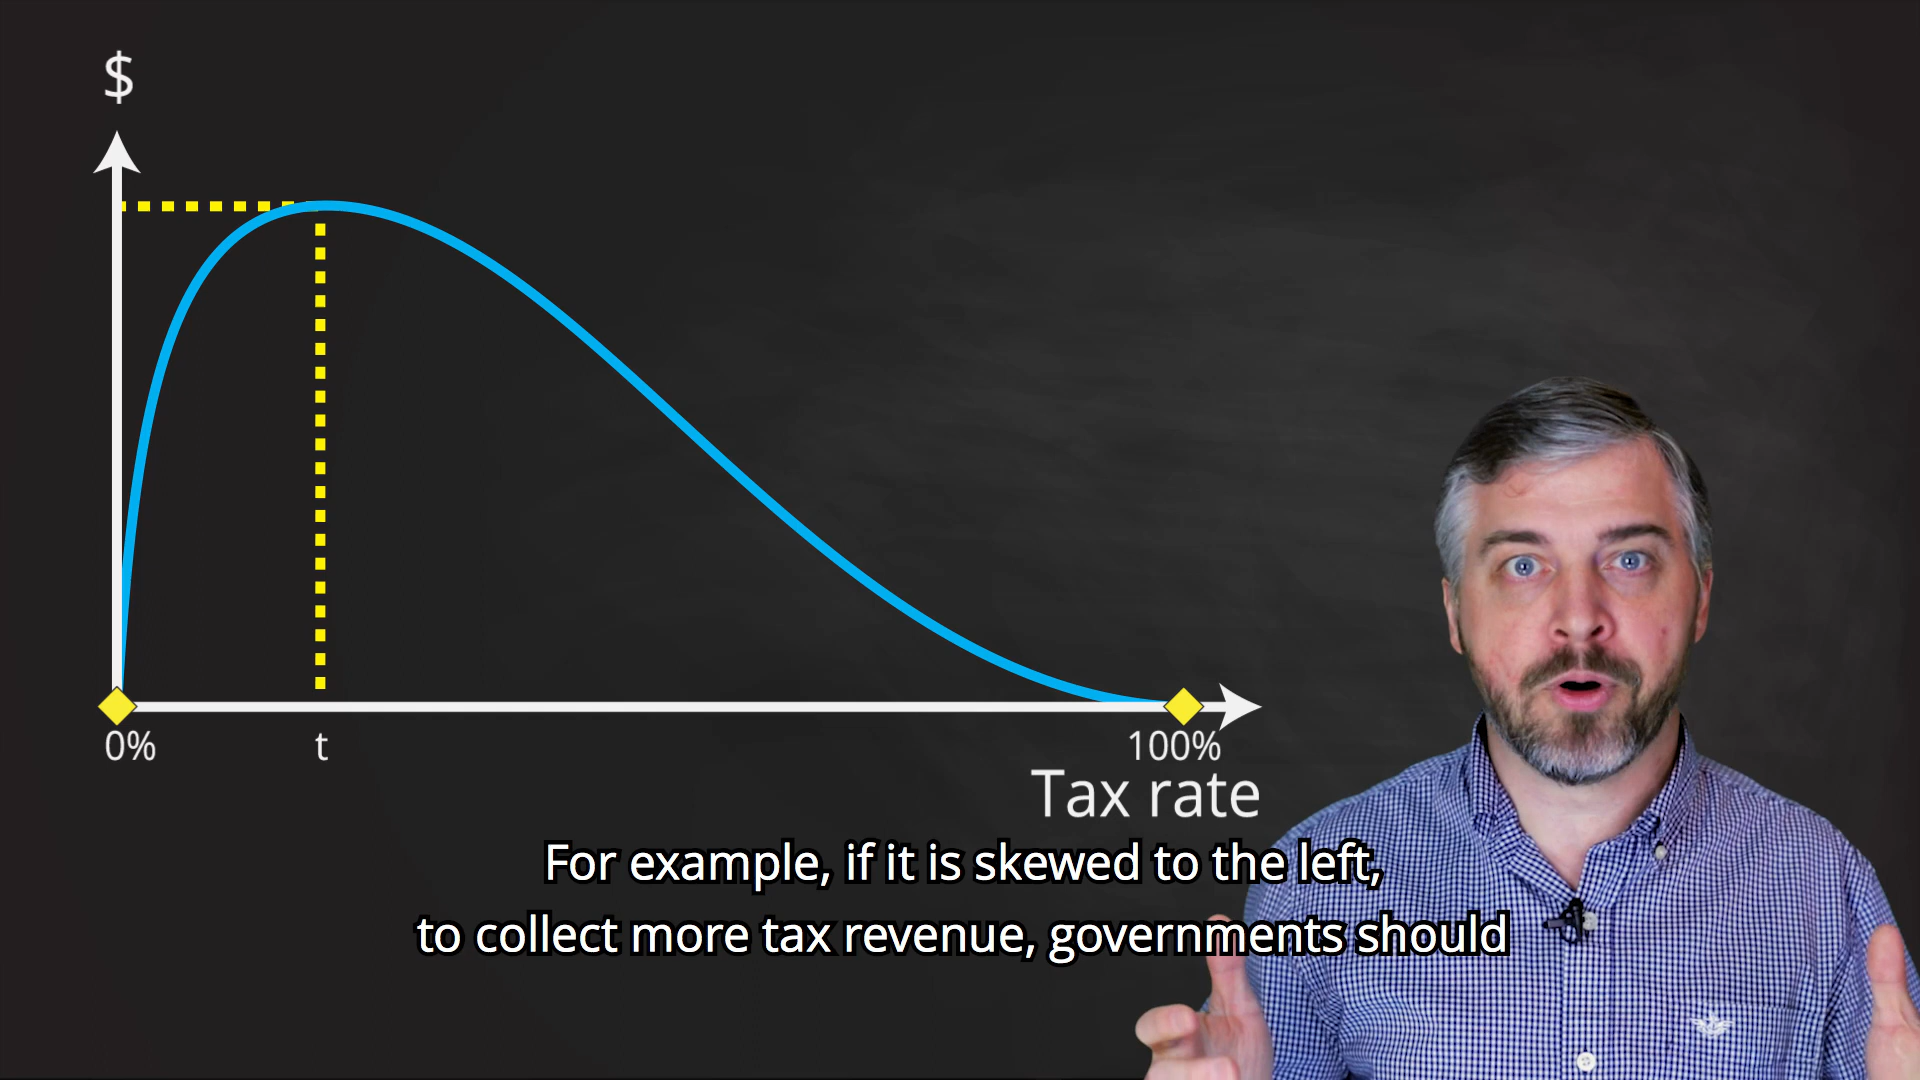 $
0%
t
100%
Tax rate
For example, if it is skewed to the left,
to collect more tax revenue, governments should